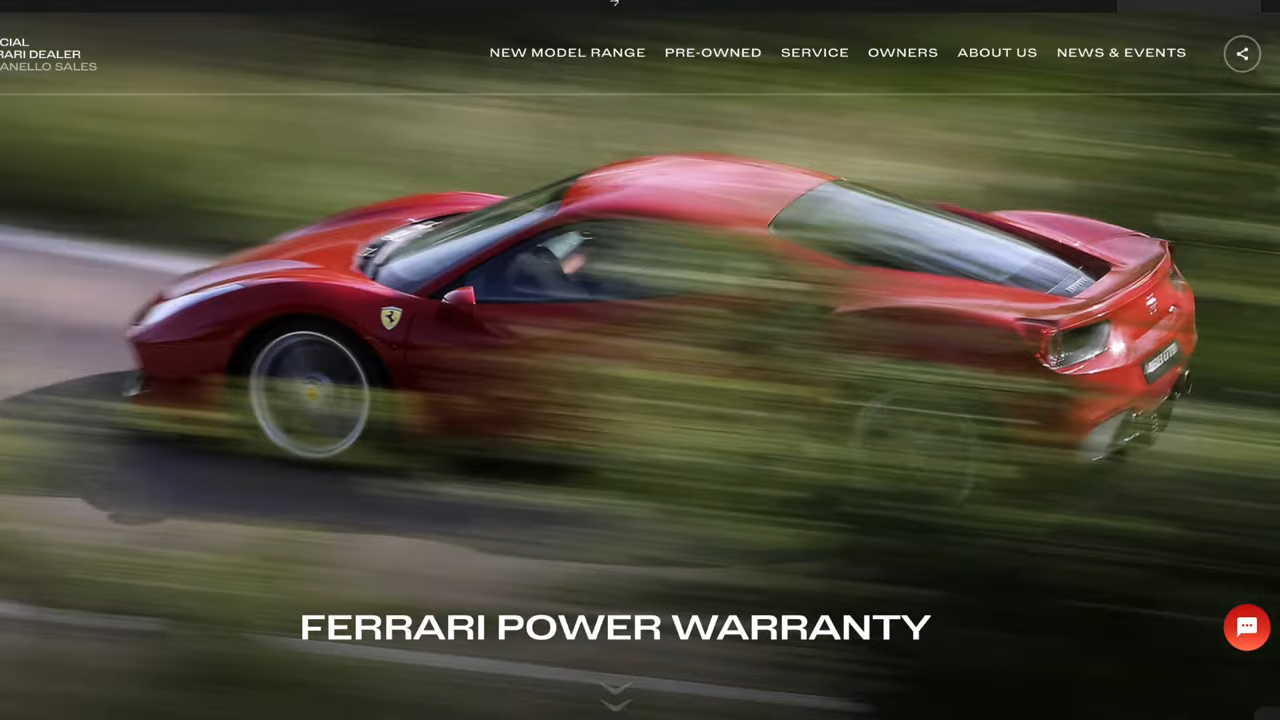 CIAL
RARI DEALER
ANELLO SALES
NEW MODEL RANGE PRE-OWNED SERVICE OWNERS ABOUT US NEWS & EVENTS
FERRARI POWER WARRANTY